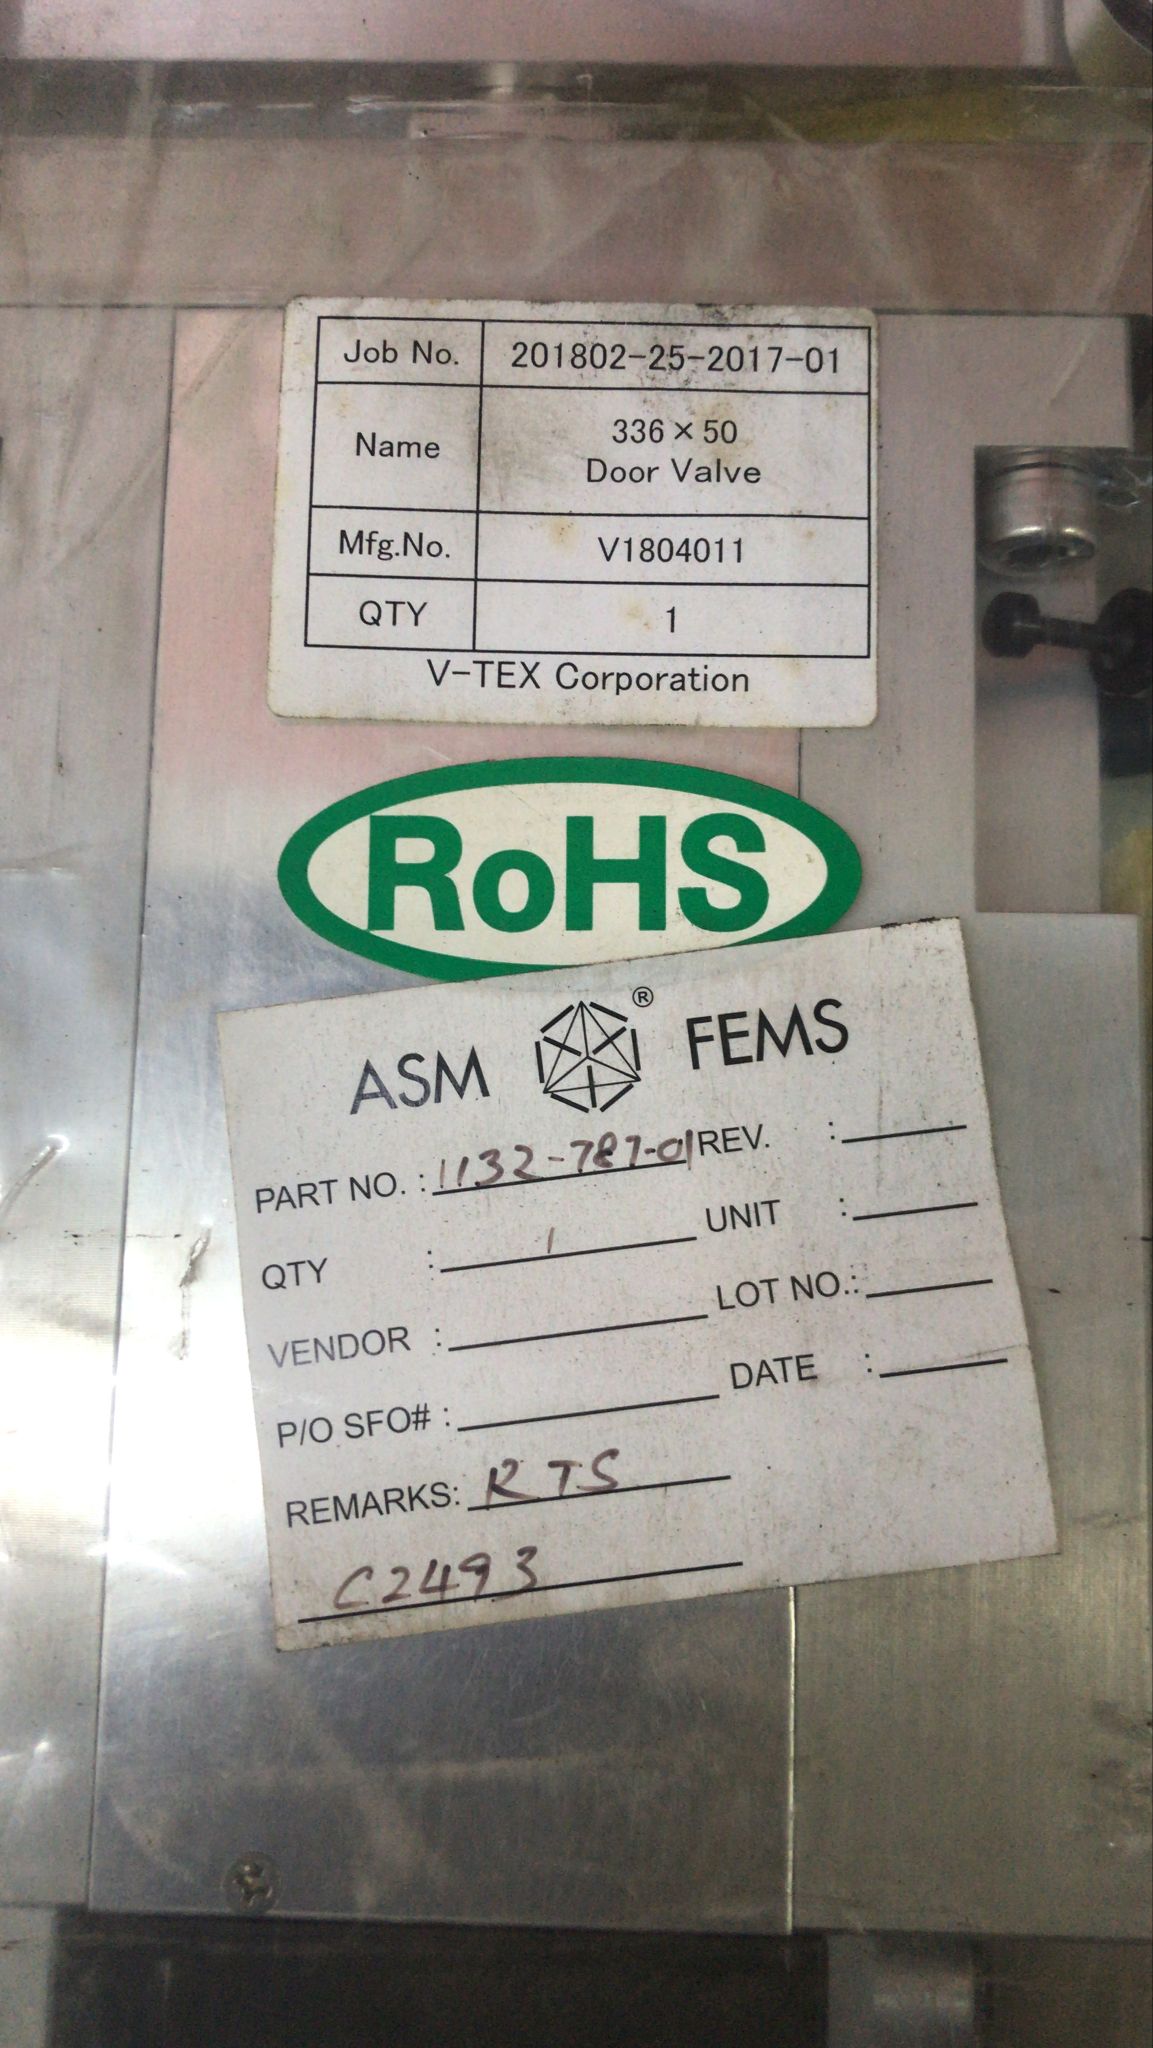 Job No. 201802-25-2017-01
Name 336×50
Door Valve
Mfg.No. V1804011
QTY 1
V-TEX Corporation
RoHS
ASM ® FEMS
PART NO. : 1132-787-01 REV. :
QTY : 1 UNIT :
VENDOR : LOT NO.:
P/O SFO# : DATE :
REMARKS: RTS
C2493